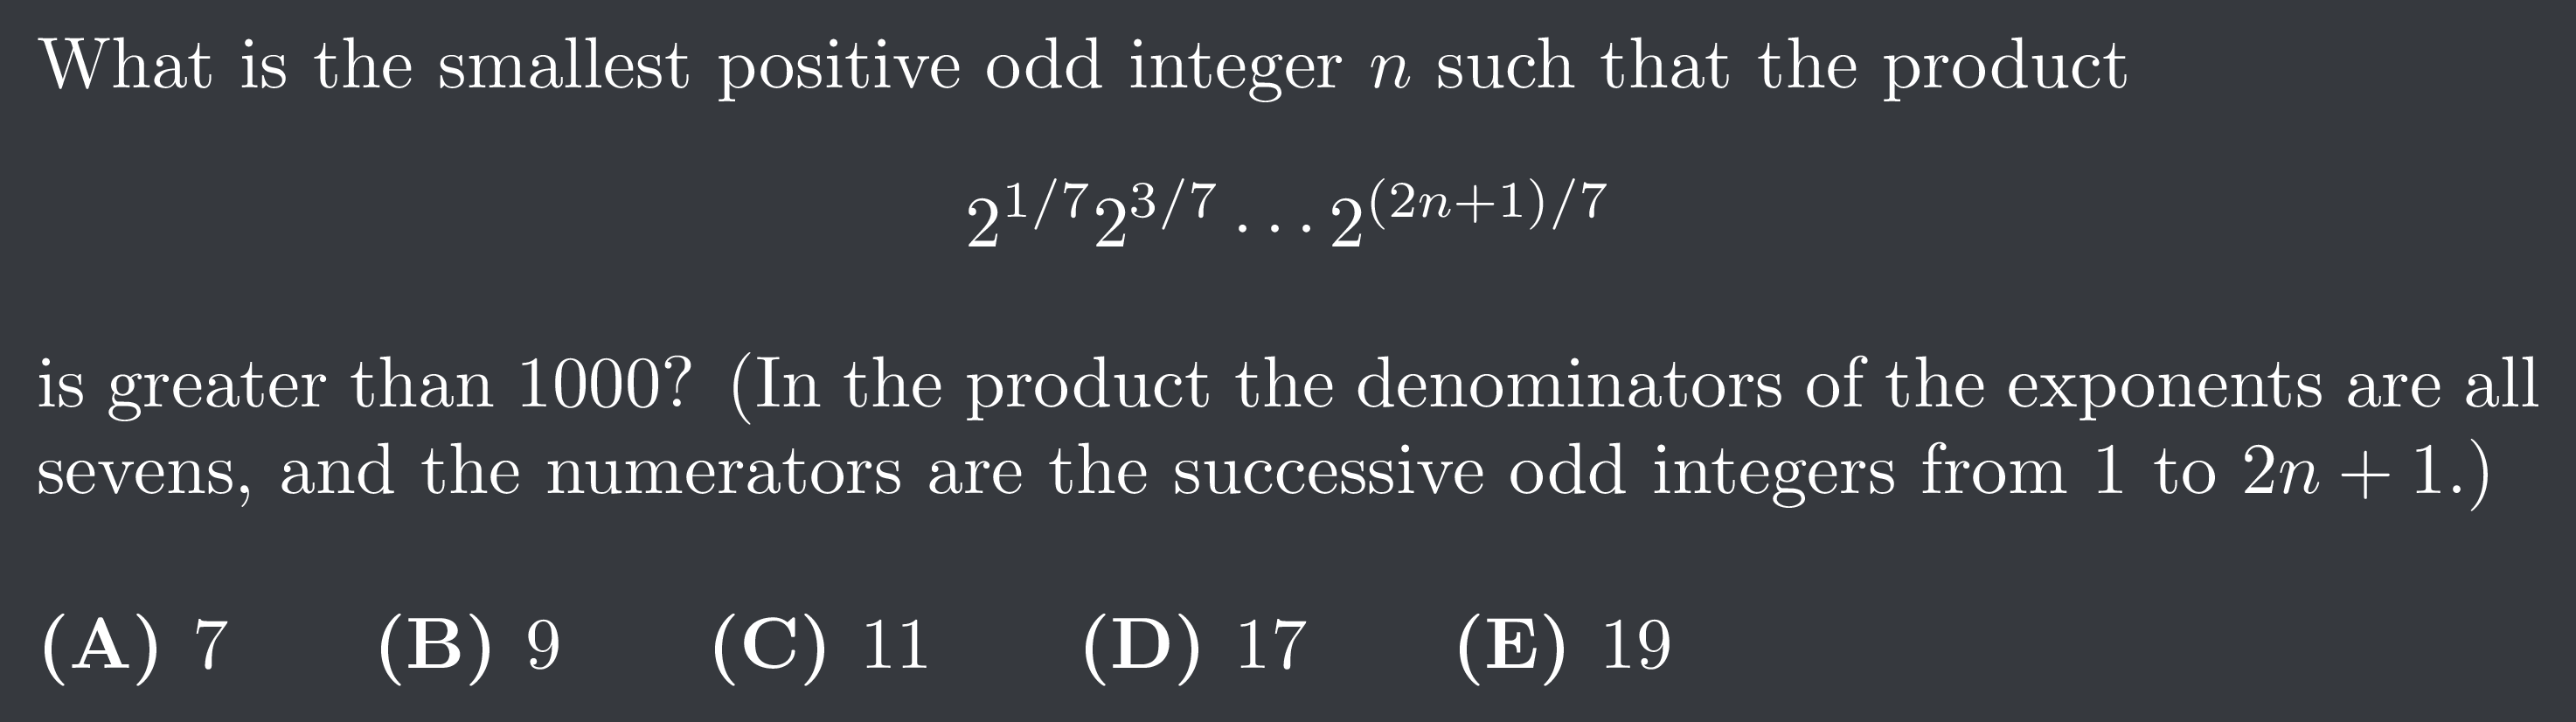 What is the smallest positive odd integer n such that the product
2^{1/7}2^{3/7} \cdots 2^{(2n+1)/7}
is greater than 1000? (In the product the denominators of the exponents are all
sevens, and the numerators are the successive odd integers from 1 to 2n + 1.)
(A) 7 (B) 9 (C) 11 (D) 17 (E) 19